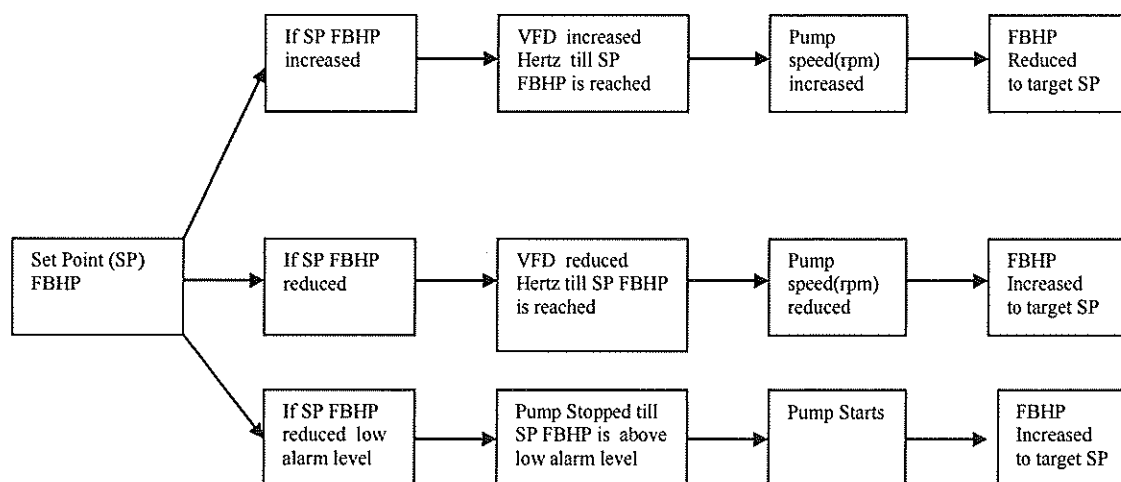 If SP FBHP
increased
VFD increased
Hertz till SP
FBHP is reached
Pump
speed(rpm)
increased
FBHP
Reduced
to target SP
Set Point (SP)
FBHP
If SP FBHP
reduced
VFD reduced
Hertz till SP FBHP
is reached
Pump
speed(rpm)
reduced
FBHP
Increased
to target SP
If SP FBHP
reduced low
alarm level
Pump Stopped till
SP FBHP is above
low alarm level
Pump Starts
FBHP
Increased
to target SP